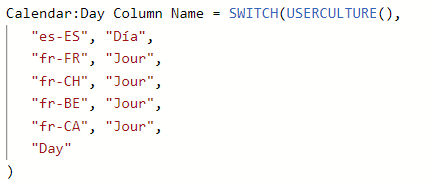 Calendar:Day Column Name = SWITCH(USERCULTURE(),
"es-ES", "Día",
"fr-FR", "Jour",
"fr-CH", "Jour",
"fr-BE", "Jour",
"fr-CA", "Jour",
"Day"
)